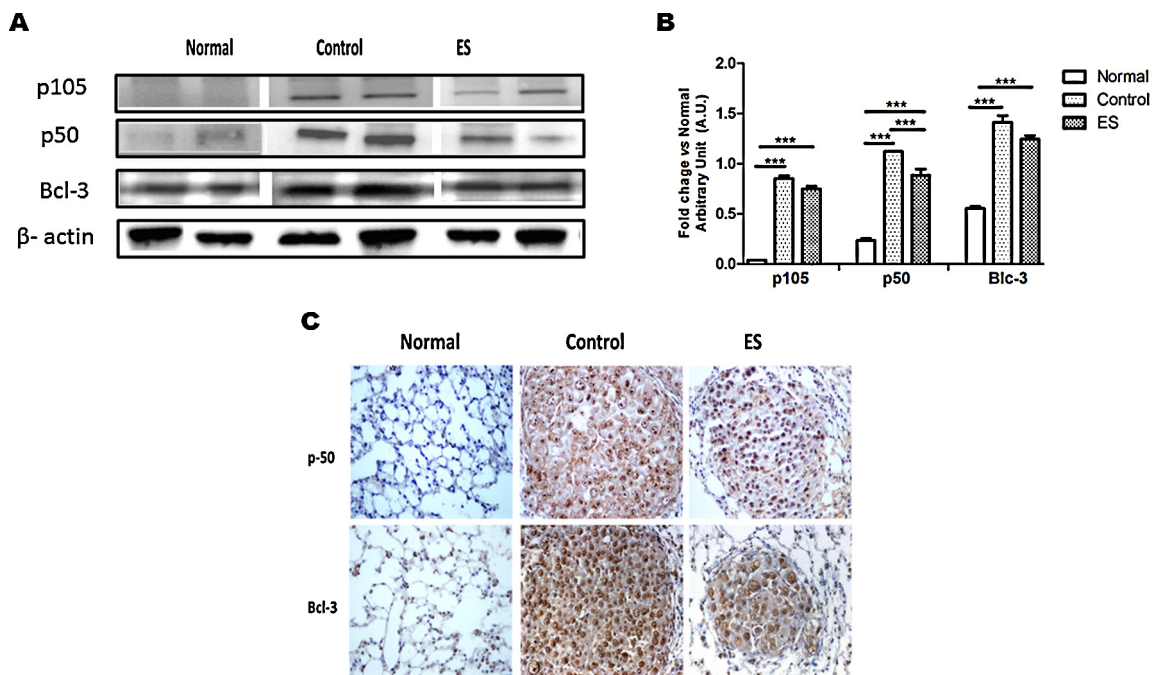 A
Normal Control ES
p105
p50
Bcl-3
β- actin
B
Fold chage vs Normal
Arbitrary Unit (A.U.)
2.0
1.5
1.0
0.5
0.0
*** *** *** *** *** *** ***
p105 p50 Blc-3
Normal
Control
ES
C
Normal Control ES
p-50
Bcl-3